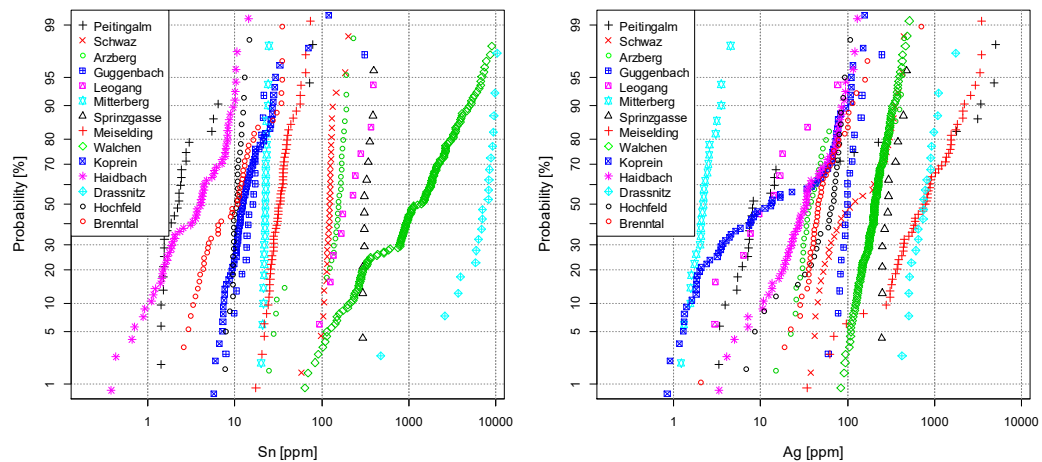 99
95
90
80
70
50
30
20
10
5
1
Probability [%]
Peitingalm
Schwaz
Arzberg
Guggenbach
Leogang
Mitterberg
Sprinzgasse
Meiselding
Walchen
Koprein
Haidbach
Drassnitz
Hochfeld
Brenntal
1 10 100 1000 10000
Sn [ppm]
99
95
90
80
70
50
30
20
10
5
1
Probability [%]
Peitingalm
Schwaz
Arzberg
Guggenbach
Leogang
Mitterberg
Sprinzgasse
Meiselding
Walchen
Koprein
Haidbach
Drassnitz
Hochfeld
Brenntal
1 10 100 1000 10000
Ag [ppm]